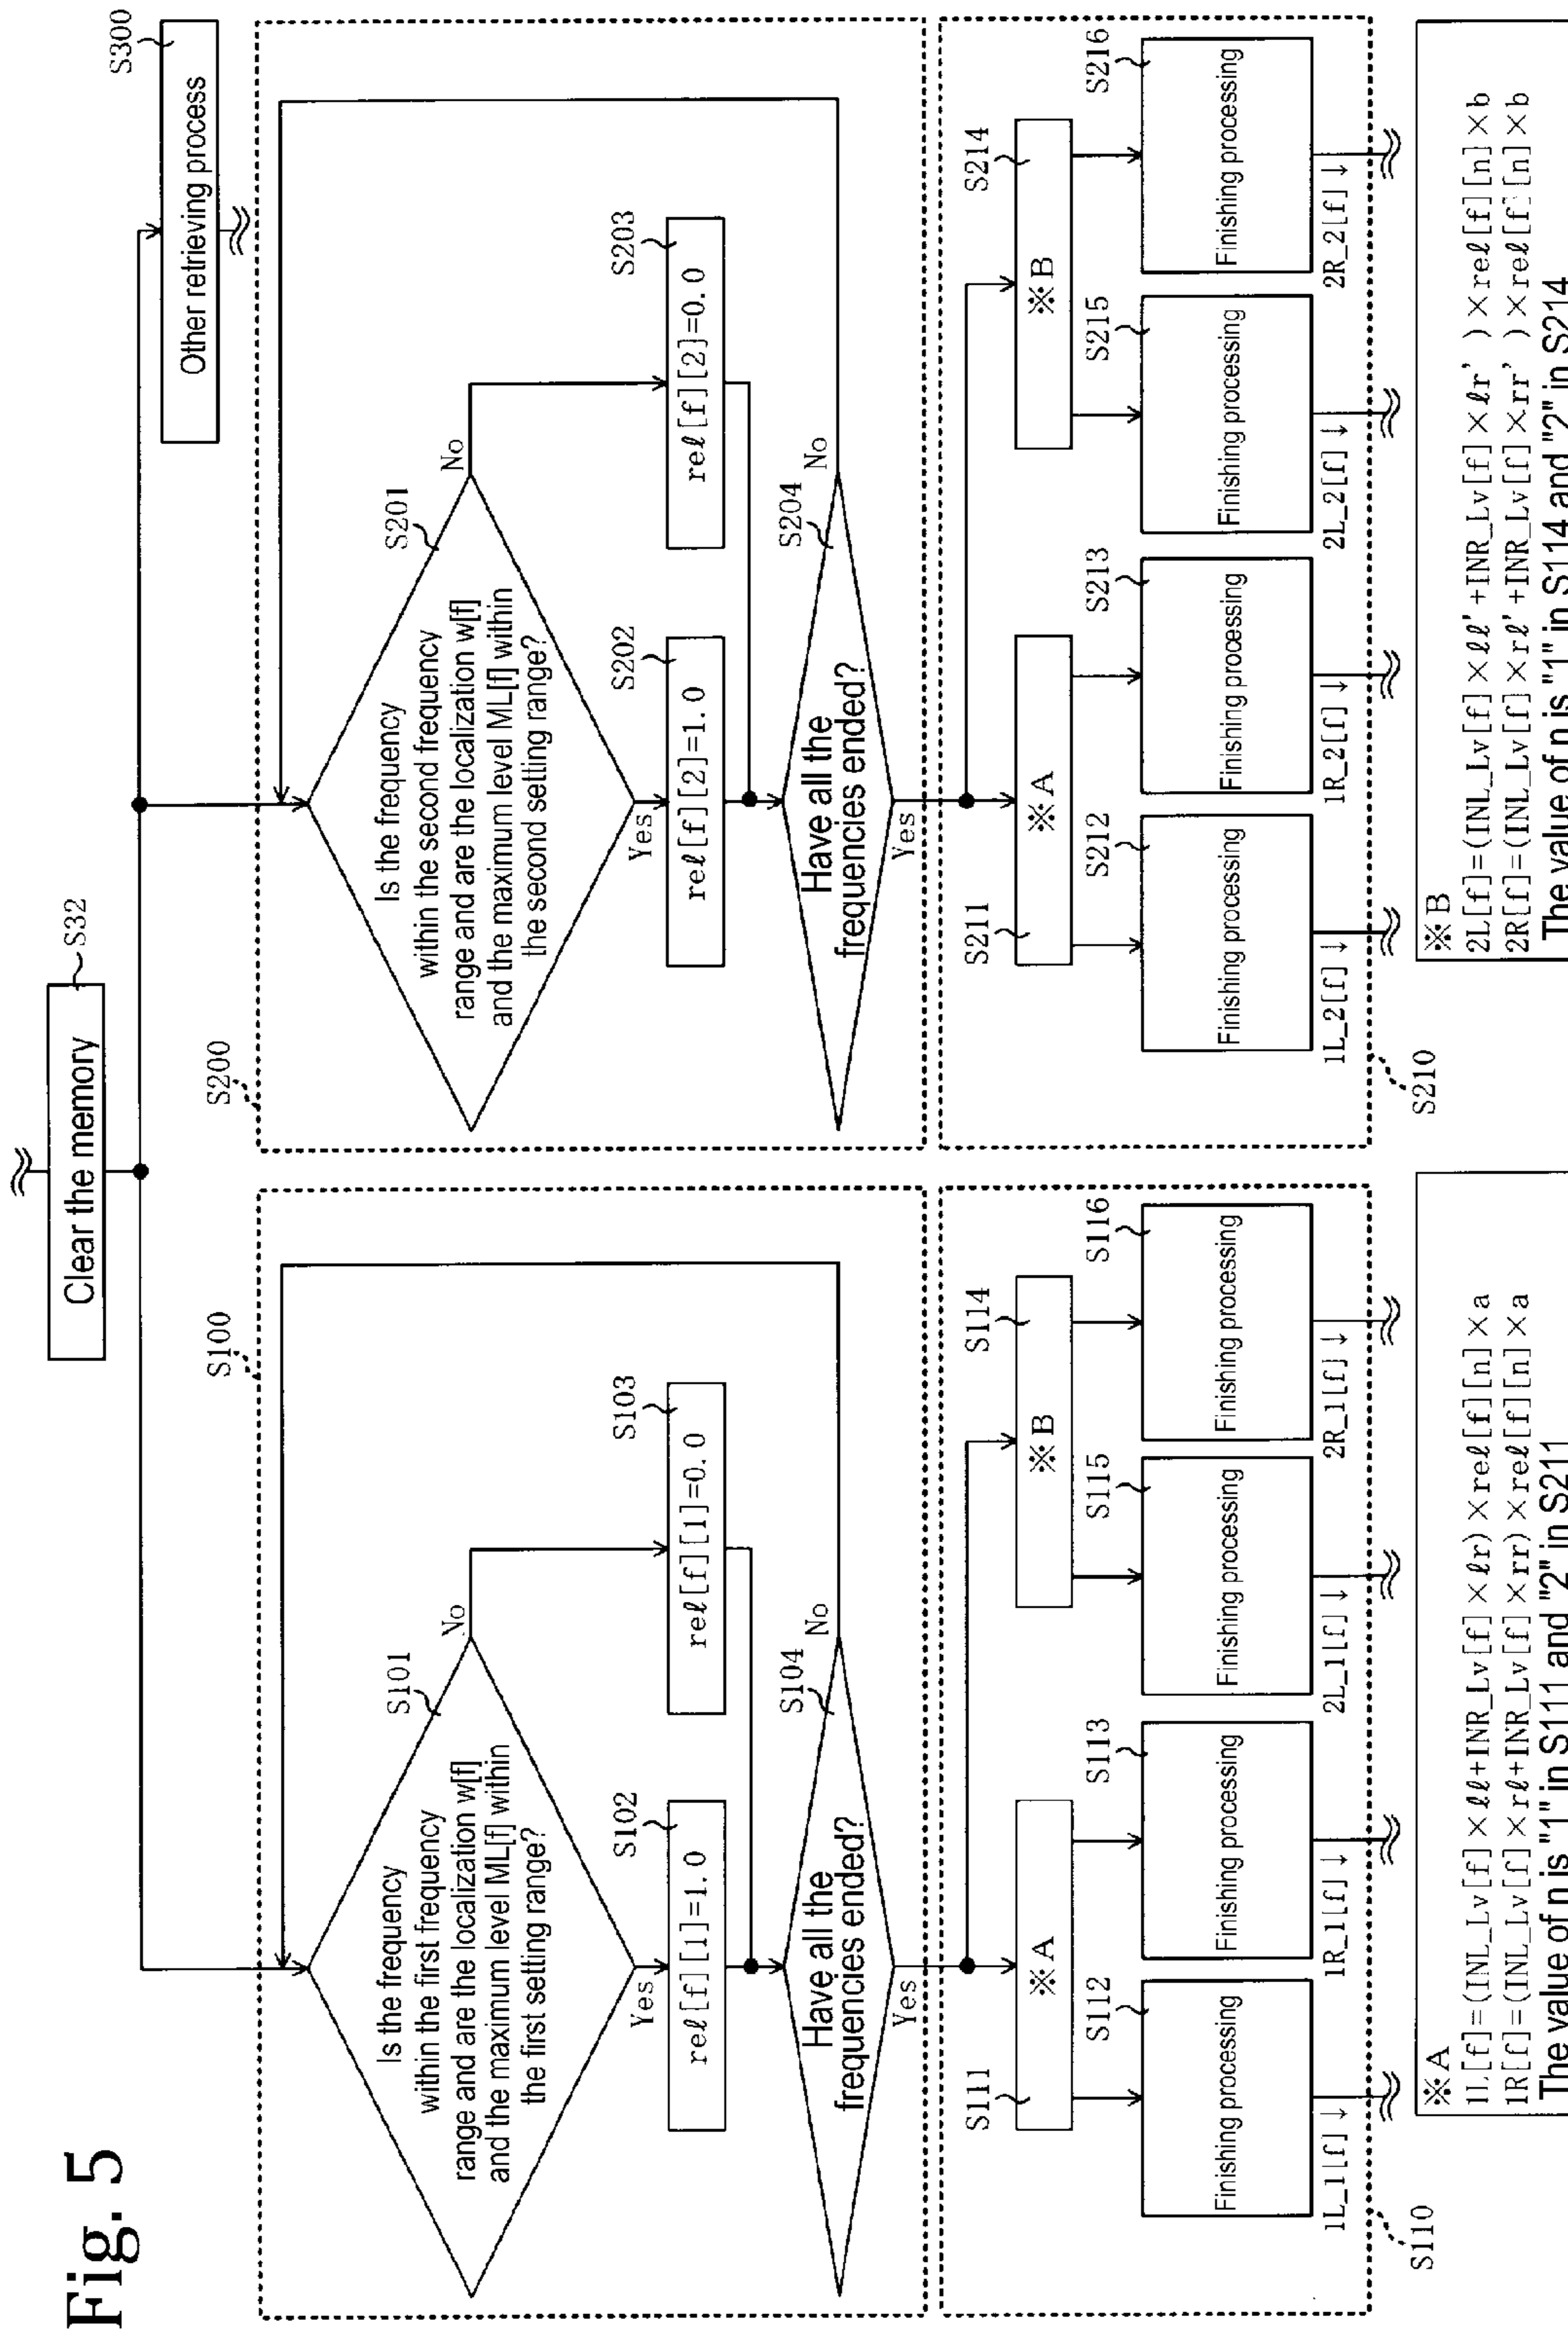 Fig. 5
Clear the memory
S32
S100
Is the frequency
within the first frequency
range and are the localization w[f]
and the maximum level ML[f] within
the first setting range?
S101
No
Yes
S102
rel[f][1]=1.0
S103
rel[f][1]=0.0
Have all the
frequencies ended?
S104
No
Yes
S111
※A
S114
※B
S112
Finishing processing
S113
Finishing processing
S115
Finishing processing
S116
Finishing processing
1L_1[f]↓
1R_1[f]↓
2L_1[f]↓
2R_1[f]↓
S110
※A
1L[f]=(INL_Lv[f]×ℓℓ+INR_Lv[f]×ℓr)×reℓ[f][n]×a
1R[f]=(INL_Lv[f]×rℓ+INR_Lv[f]×rr)×reℓ[f][n]×a
The value of n is "1" in S111 and "2" in S211
S200
Is the frequency
within the second frequency
range and are the localization w[f]
and the maximum level ML[f] within
the second setting range?
S201
No
Yes
S202
reℓ[f][2]=1.0
S203
reℓ[f][2]=0.0
Have all the
frequencies ended?
S204
No
Yes
S211
※A
S214
※B
S212
Finishing processing
S213
Finishing processing
S215
Finishing processing
S216
Finishing processing
1L_2[f]↓
1R_2[f]↓
2L_2[f]↓
2R_2[f]↓
S210
※B
2L[f]=(INL_Lv[f]×ℓℓ'+INR_Lv[f]×ℓr')×reℓ[f][n]×b
2R[f]=(INL_Lv[f]×rℓ'+INR_Lv[f]×rr')×reℓ[f][n]×b
The value of n is "1" in S114 and "2" in S214
S300
Other retrieving process